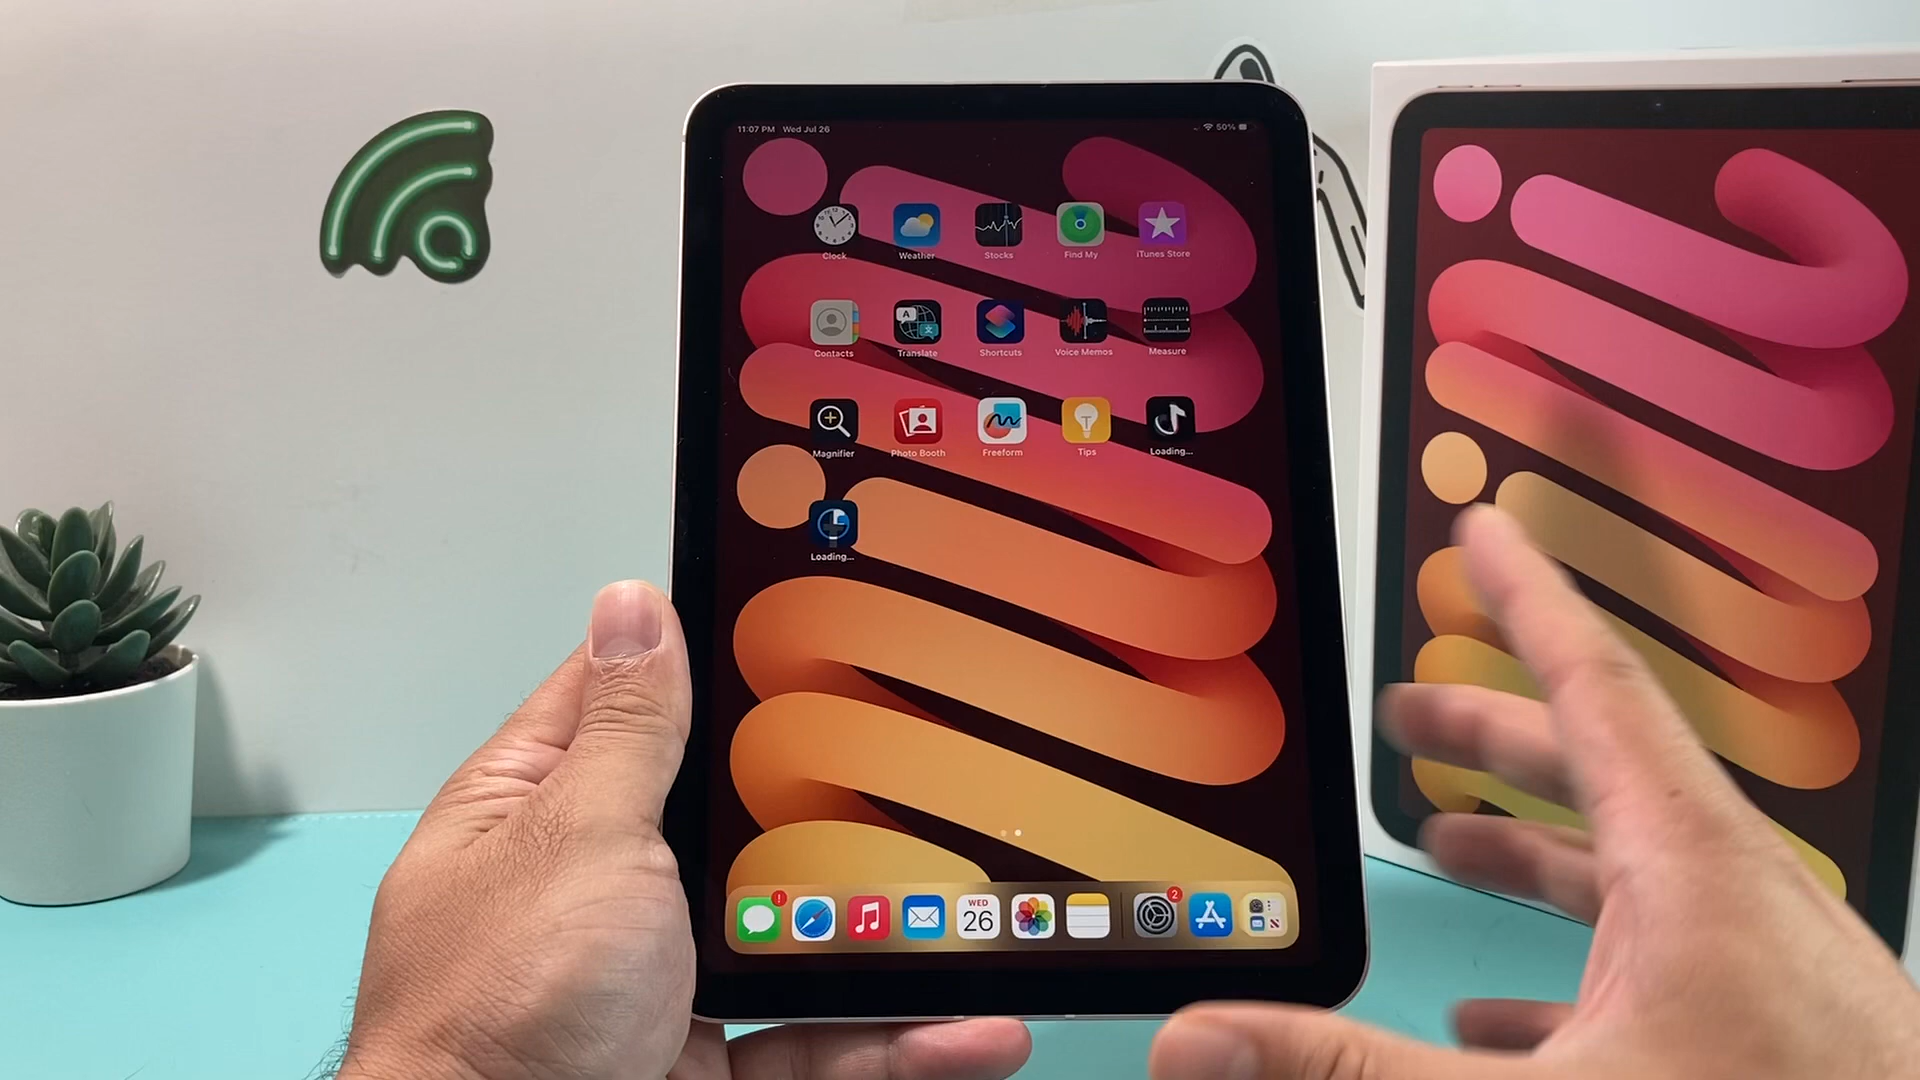 11:07 PM Wed Jul 26
50%
Clock Weather Stocks Find My iTunes Store
Contacts Translate Shortcuts Voice Memos Measure
Magnifier Photo Booth Freeform Tips Loading...
Loading...
WED
26
2